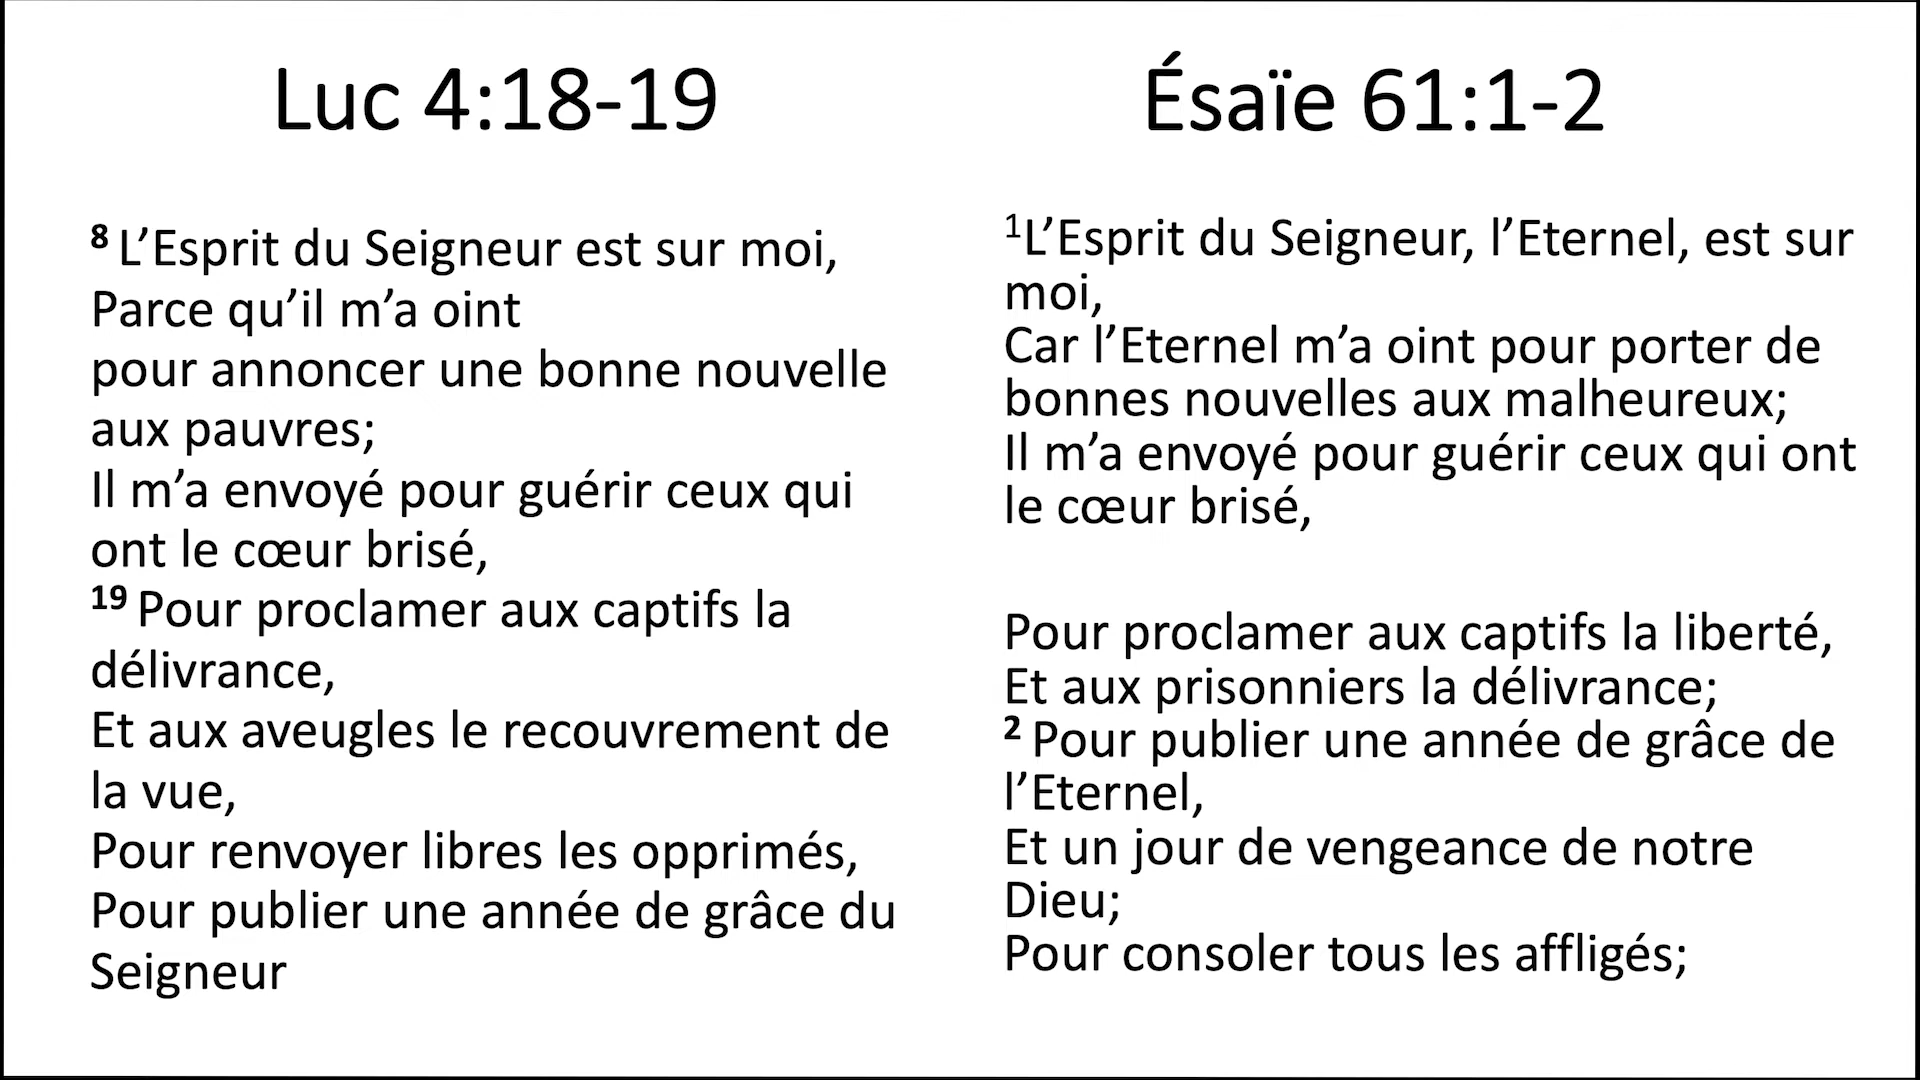 Luc 4:18-19
⁸ L’Esprit du Seigneur est sur moi,
Parce qu’il m’a oint
pour annoncer une bonne nouvelle
aux pauvres;
Il m’a envoyé pour guérir ceux qui
ont le cœur brisé,
¹⁹ Pour proclamer aux captifs la
délivrance,
Et aux aveugles le recouvrement de
la vue,
Pour renvoyer libres les opprimés,
Pour publier une année de grâce du
Seigneur
Ésaïe 61:1-2
¹L’Esprit du Seigneur, l’Eternel, est sur
moi,
Car l’Eternel m’a oint pour porter de
bonnes nouvelles aux malheureux;
Il m’a envoyé pour guérir ceux qui ont
le cœur brisé,
Pour proclamer aux captifs la liberté,
Et aux prisonniers la délivrance;
² Pour publier une année de grâce de
l’Eternel,
Et un jour de vengeance de notre
Dieu;
Pour consoler tous les affligés;